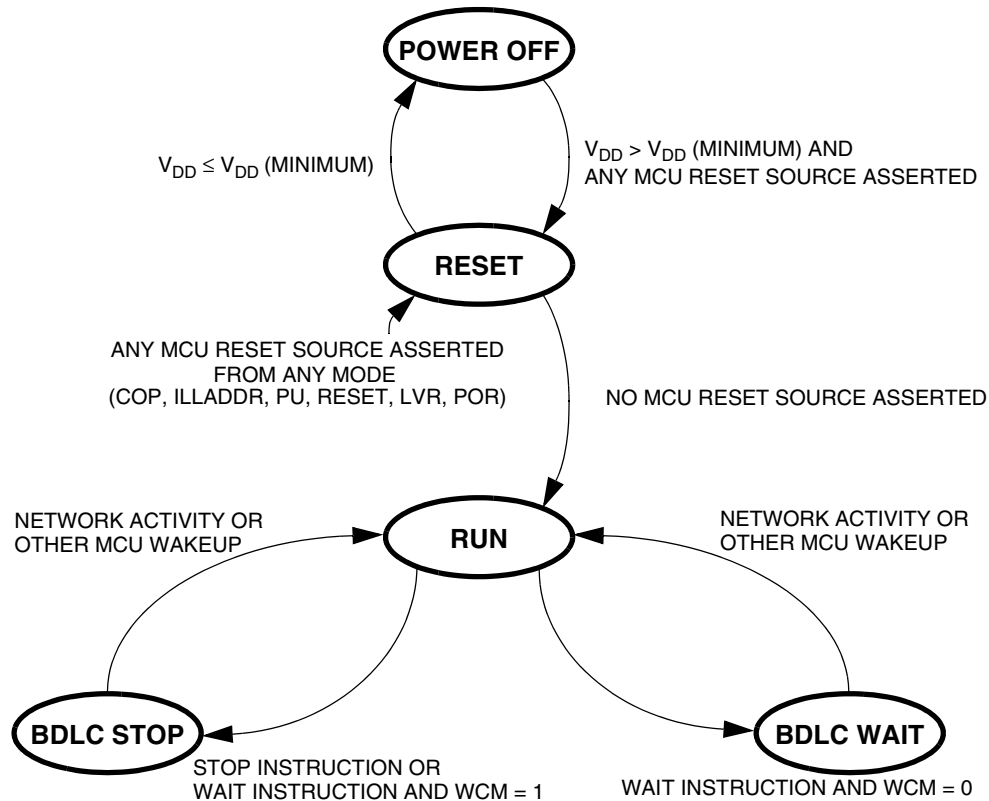 POWER OFF
V_DD ≤ V_DD (MINIMUM)
V_DD > V_DD (MINIMUM) AND
ANY MCU RESET SOURCE ASSERTED
RESET
ANY MCU RESET SOURCE ASSERTED
FROM ANY MODE
(COP, ILLADDR, PU, RESET, LVR, POR)
NO MCU RESET SOURCE ASSERTED
NETWORK ACTIVITY OR
OTHER MCU WAKEUP
RUN
NETWORK ACTIVITY OR
OTHER MCU WAKEUP
BDLC STOP
BDLC WAIT
STOP INSTRUCTION OR
WAIT INSTRUCTION AND WCM = 1
WAIT INSTRUCTION AND WCM = 0